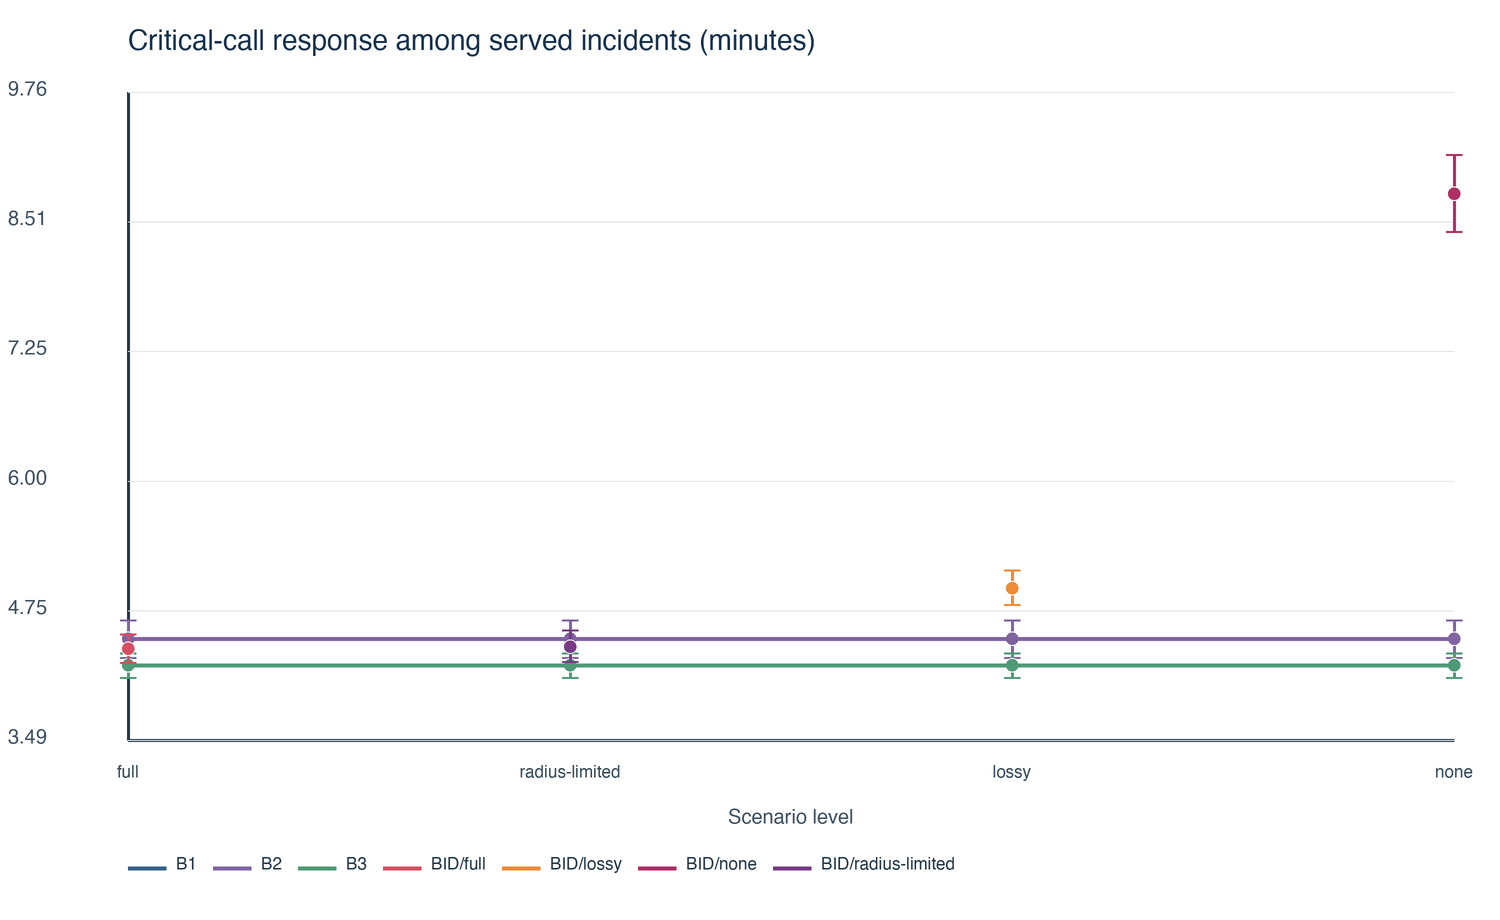 Critical-call response among served incidents (minutes)
9.76
8.51
7.25
6.00
4.75
3.49
full radius-limited lossy none
Scenario level
B1 B2 B3 BID/full BID/lossy BID/none BID/radius-limited